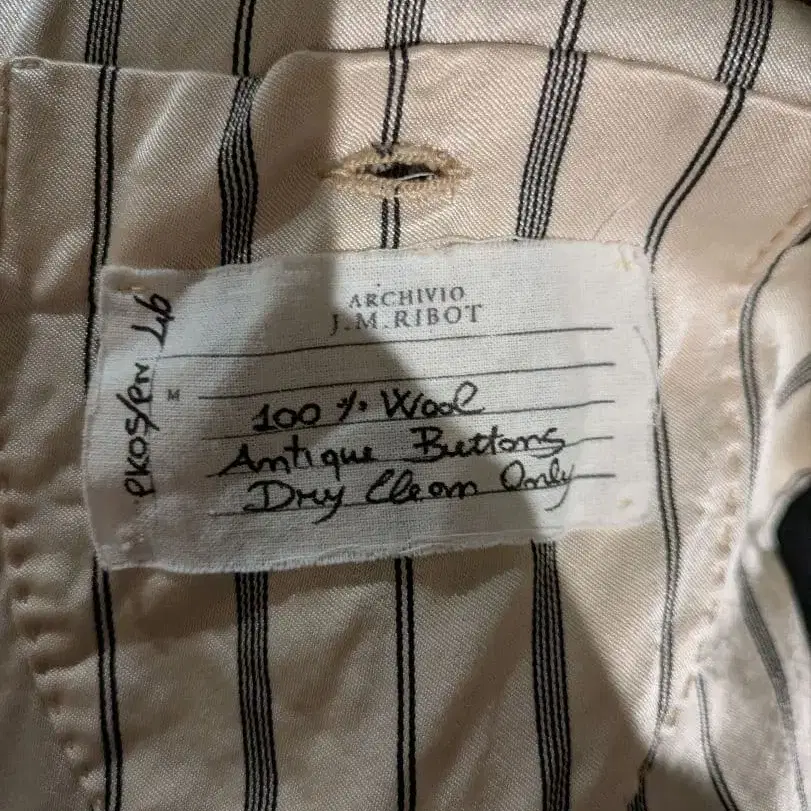 ARCHIVIO
J.M.RIBOT
M
100 % Wool
Antique Buttons
Dry Clean Only